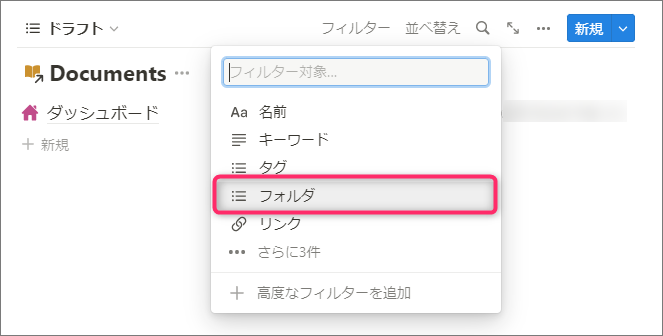 ドラフト フィルター 並べ替え 新規
Documents
フィルター対象...
ダッシュボード
新規
Aa 名前
キーワード
タグ
フォルダ
リンク
さらに3件
高度なフィルターを追加